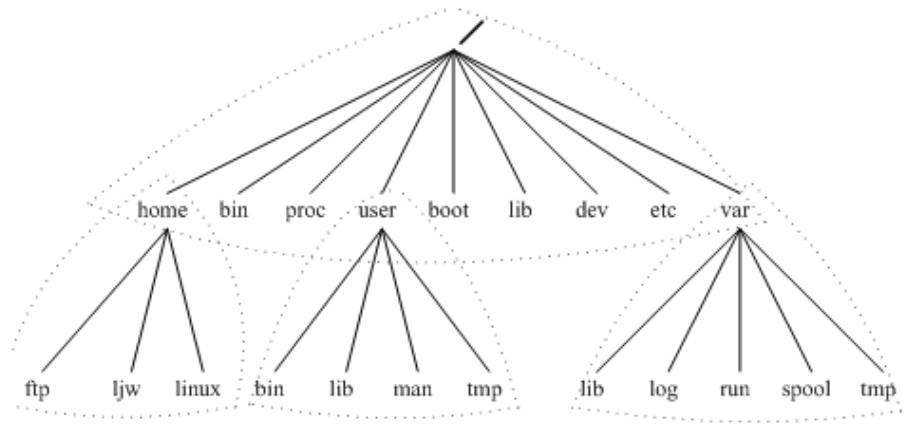 /
home bin proc user boot lib dev etc var
ftp ljw linux bin lib man tmp lib log run spool tmp